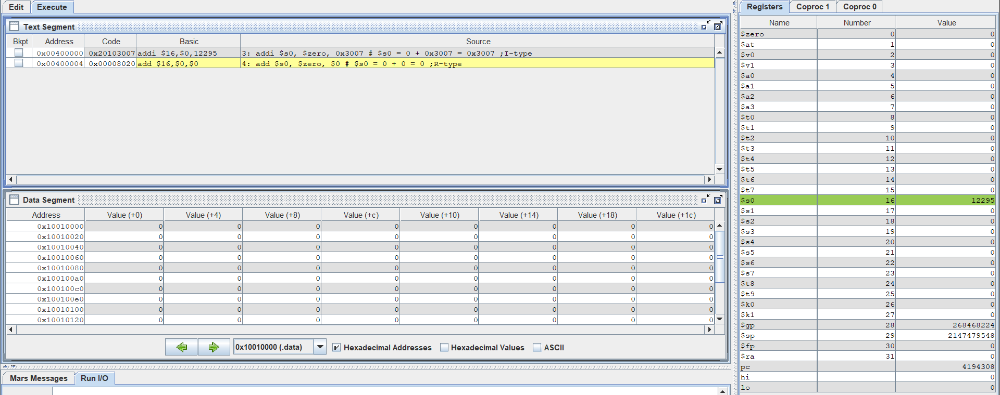 Edit Execute
Text Segment
Bkpt Address Code Basic Source
0x00400000 0x20103007 addi $16,$0,12295 3: addi $s0, $zero, 0x3007 # $s0 = 0 + 0x3007 = 0x3007 ;I-type
0x00400004 0x00008020 add $16,$0,$0 4: add $s0, $zero, $0 # $s0 = 0 + 0 = 0 ;R-type
Data Segment
Address Value (+0) Value (+4) Value (+8) Value (+c) Value (+10) Value (+14) Value (+18) Value (+1c)
0x10010000 0 0 0 0 0 0 0 0
0x10010020 0 0 0 0 0 0 0 0
0x10010040 0 0 0 0 0 0 0 0
0x10010060 0 0 0 0 0 0 0 0
0x10010080 0 0 0 0 0 0 0 0
0x100100a0 0 0 0 0 0 0 0 0
0x100100c0 0 0 0 0 0 0 0 0
0x100100e0 0 0 0 0 0 0 0 0
0x10010100 0 0 0 0 0 0 0 0
0x10010120 0 0 0 0 0 0 0 0
0x10010000 (.data) Hexadecimal Addresses Hexadecimal Values ASCII
Mars Messages Run I/O
Registers Coproc 1 Coproc 0
Name Number Value
$zero 0 0
$at 1 0
$v0 2 0
$v1 3 0
$a0 4 0
$a1 5 0
$a2 6 0
$a3 7 0
$t0 8 0
$t1 9 0
$t2 10 0
$t3 11 0
$t4 12 0
$t5 13 0
$t6 14 0
$t7 15 0
$s0 16 12295
$s1 17 0
$s2 18 0
$s3 19 0
$s4 20 0
$s5 21 0
$s6 22 0
$s7 23 0
$t8 24 0
$t9 25 0
$k0 26 0
$k1 27 0
$gp 28 268468224
$sp 29 2147479548
$fp 30 0
$ra 31 0
pc 4194308
hi 0
lo 0